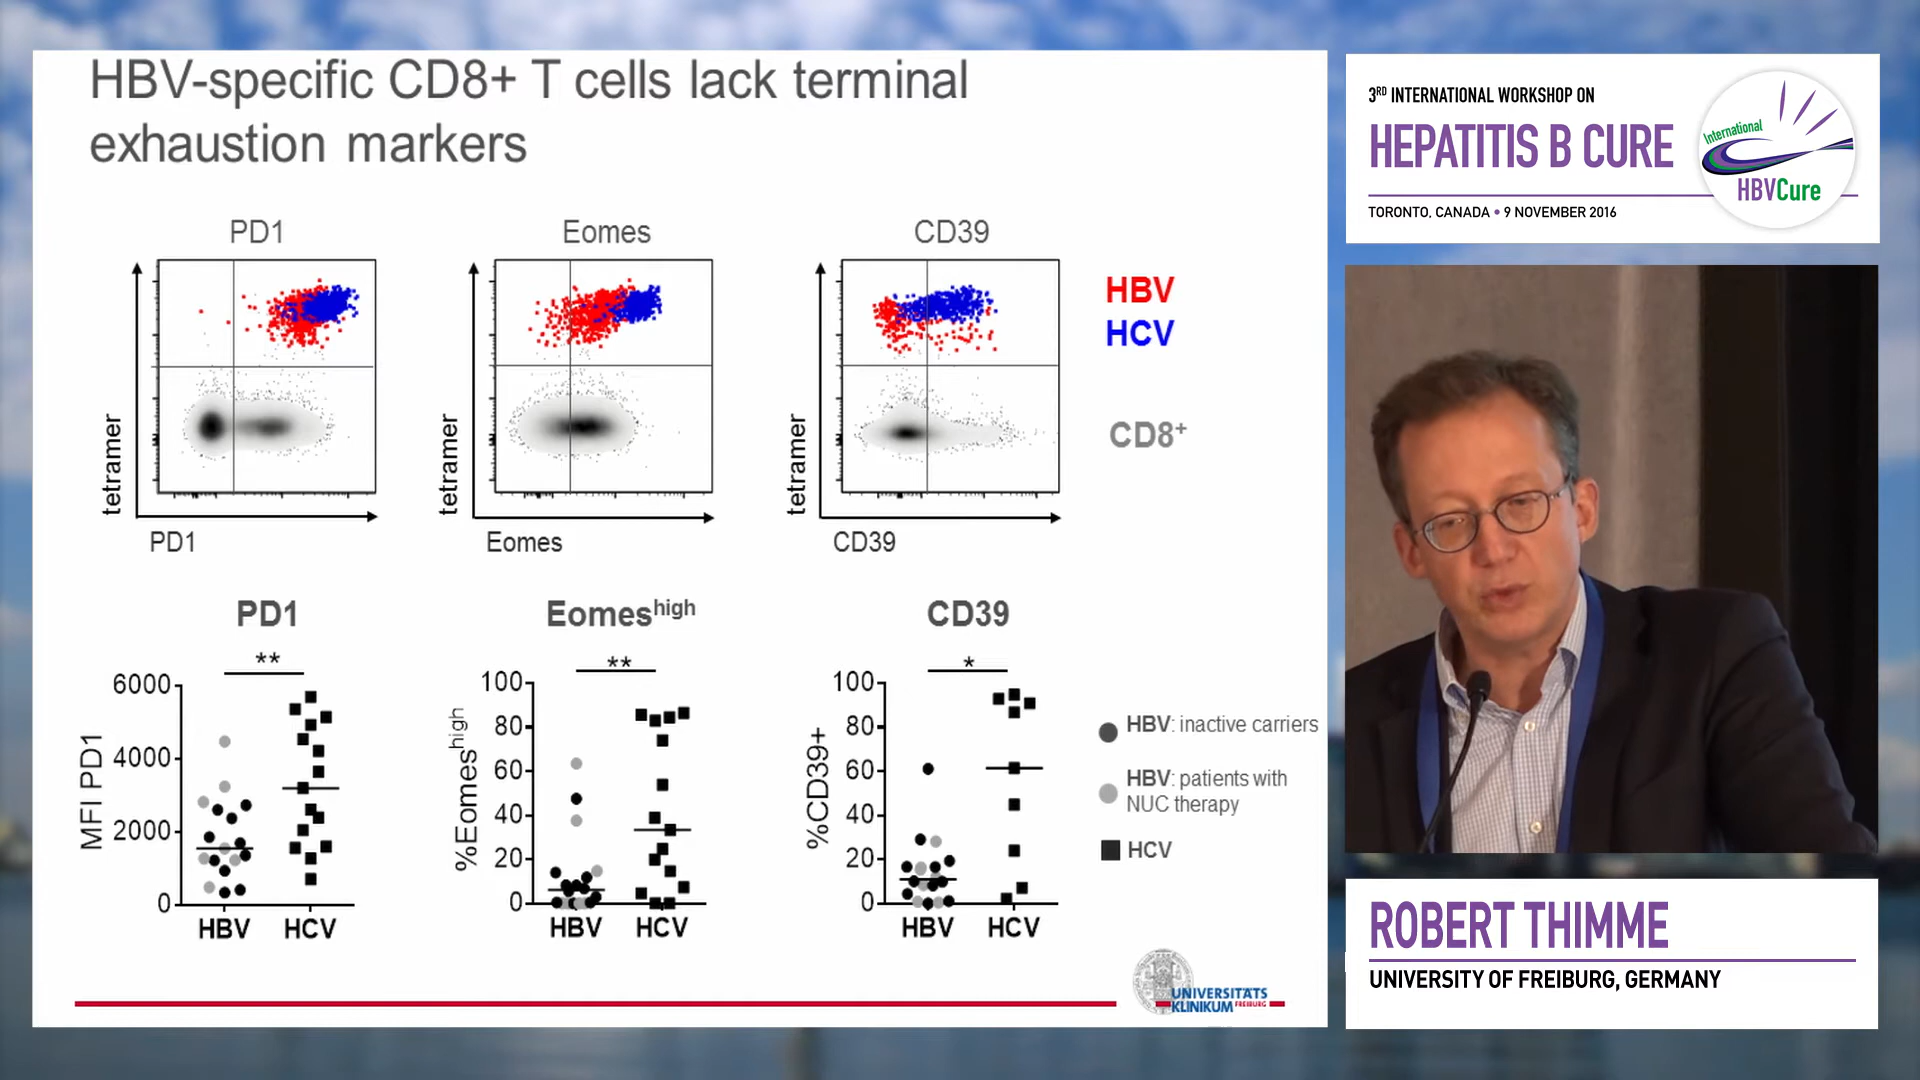 HBV-specific CD8+ T cells lack terminal
exhaustion markers
PD1
Eomes
CD39
HBV
HCV
CD8+
tetramer
tetramer
tetramer
PD1
Eomes
CD39
PD1
Eomeshigh
CD39
**
**
*
MFI PD1
6000
4000
2000
0
HBV
HCV
%Eomeshigh
100
80
60
40
20
0
HBV
HCV
%CD39+
100
80
60
40
20
0
HBV
HCV
HBV: inactive carriers
HBV: patients with
NUC therapy
HCV
UNIVERSITÄTS
KLINIKUM FREIBURG
3RD INTERNATIONAL WORKSHOP ON
HEPATITIS B CURE
TORONTO, CANADA • 9 NOVEMBER 2016
International
HBVCure
ROBERT THIMME
UNIVERSITY OF FREIBURG, GERMANY